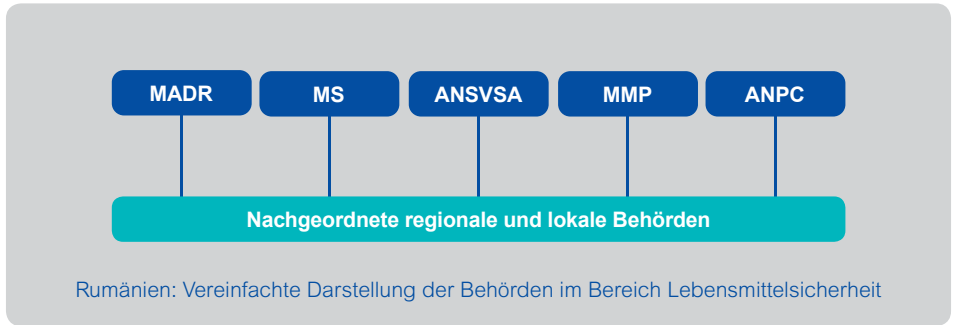 MADR MS ANSVSA MMP ANPC
Nachgeordnete regionale und lokale Behörden
Rumänien: Vereinfachte Darstellung der Behörden im Bereich Lebensmittelsicherheit